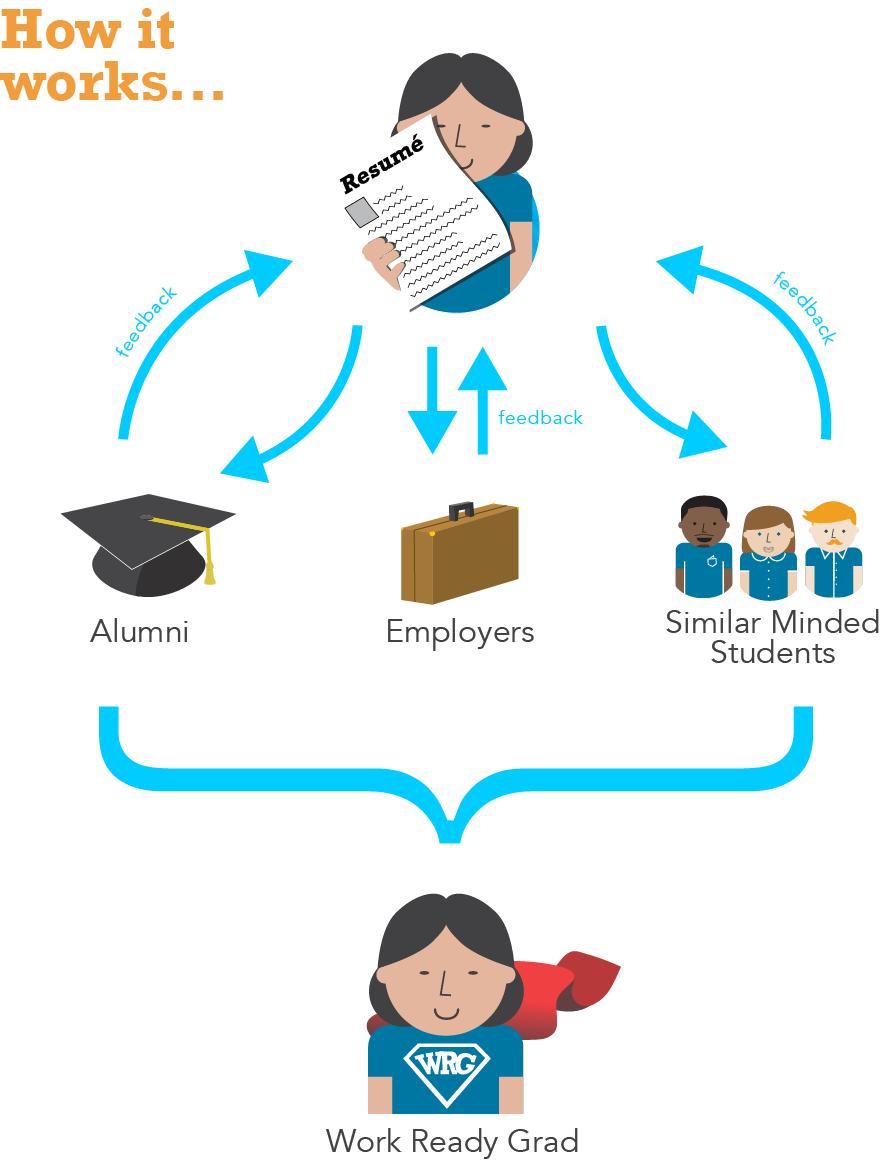 How it
works...
Resumé
feedback
feedback
feedback
Alumni
Employers
Similar Minded
Students
WRG
Work Ready Grad